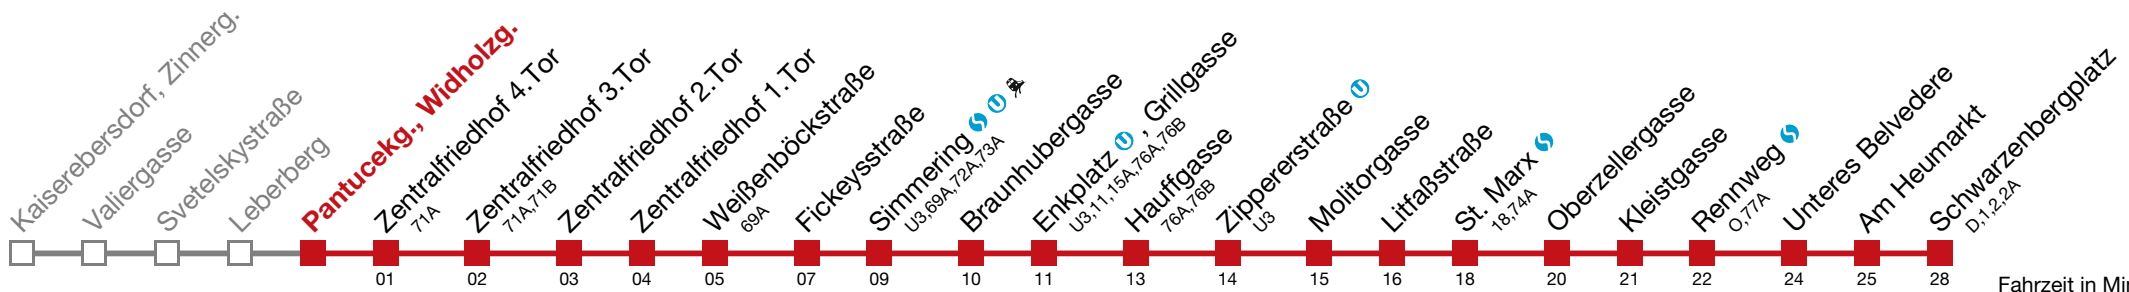 Kaiserebersdorf, Zinnerg.
Valiergasse
Svetelskystraße
Leberberg
Pantucekg., Widholzg.
Zentralfriedhof 4.Tor
71A
Zentralfriedhof 3.Tor
71A,71B
Zentralfriedhof 2.Tor
Zentralfriedhof 1.Tor
Weißenböckstraße
69A
Fickeysstraße
Simmering S U
U3,69A,72A,73A
Braunhubergasse
Enkplatz U , Grillgasse
U3,11,15A,76A,76B
Hauffgasse
76A,76B
Zippererstraße U
U3
Molitorgasse
Litfaßstraße
St. Marx S
18,74A
Oberzellergasse
Kleistgasse
Rennweg S
O,77A
Unteres Belvedere
Am Heumarkt
Schwarzenbergplatz
D,1,2,2A
01 02 03 04 05 07 09 10 11 13 14 15 16 18 20 21 22 24 25 28
Fahrzeit in Min